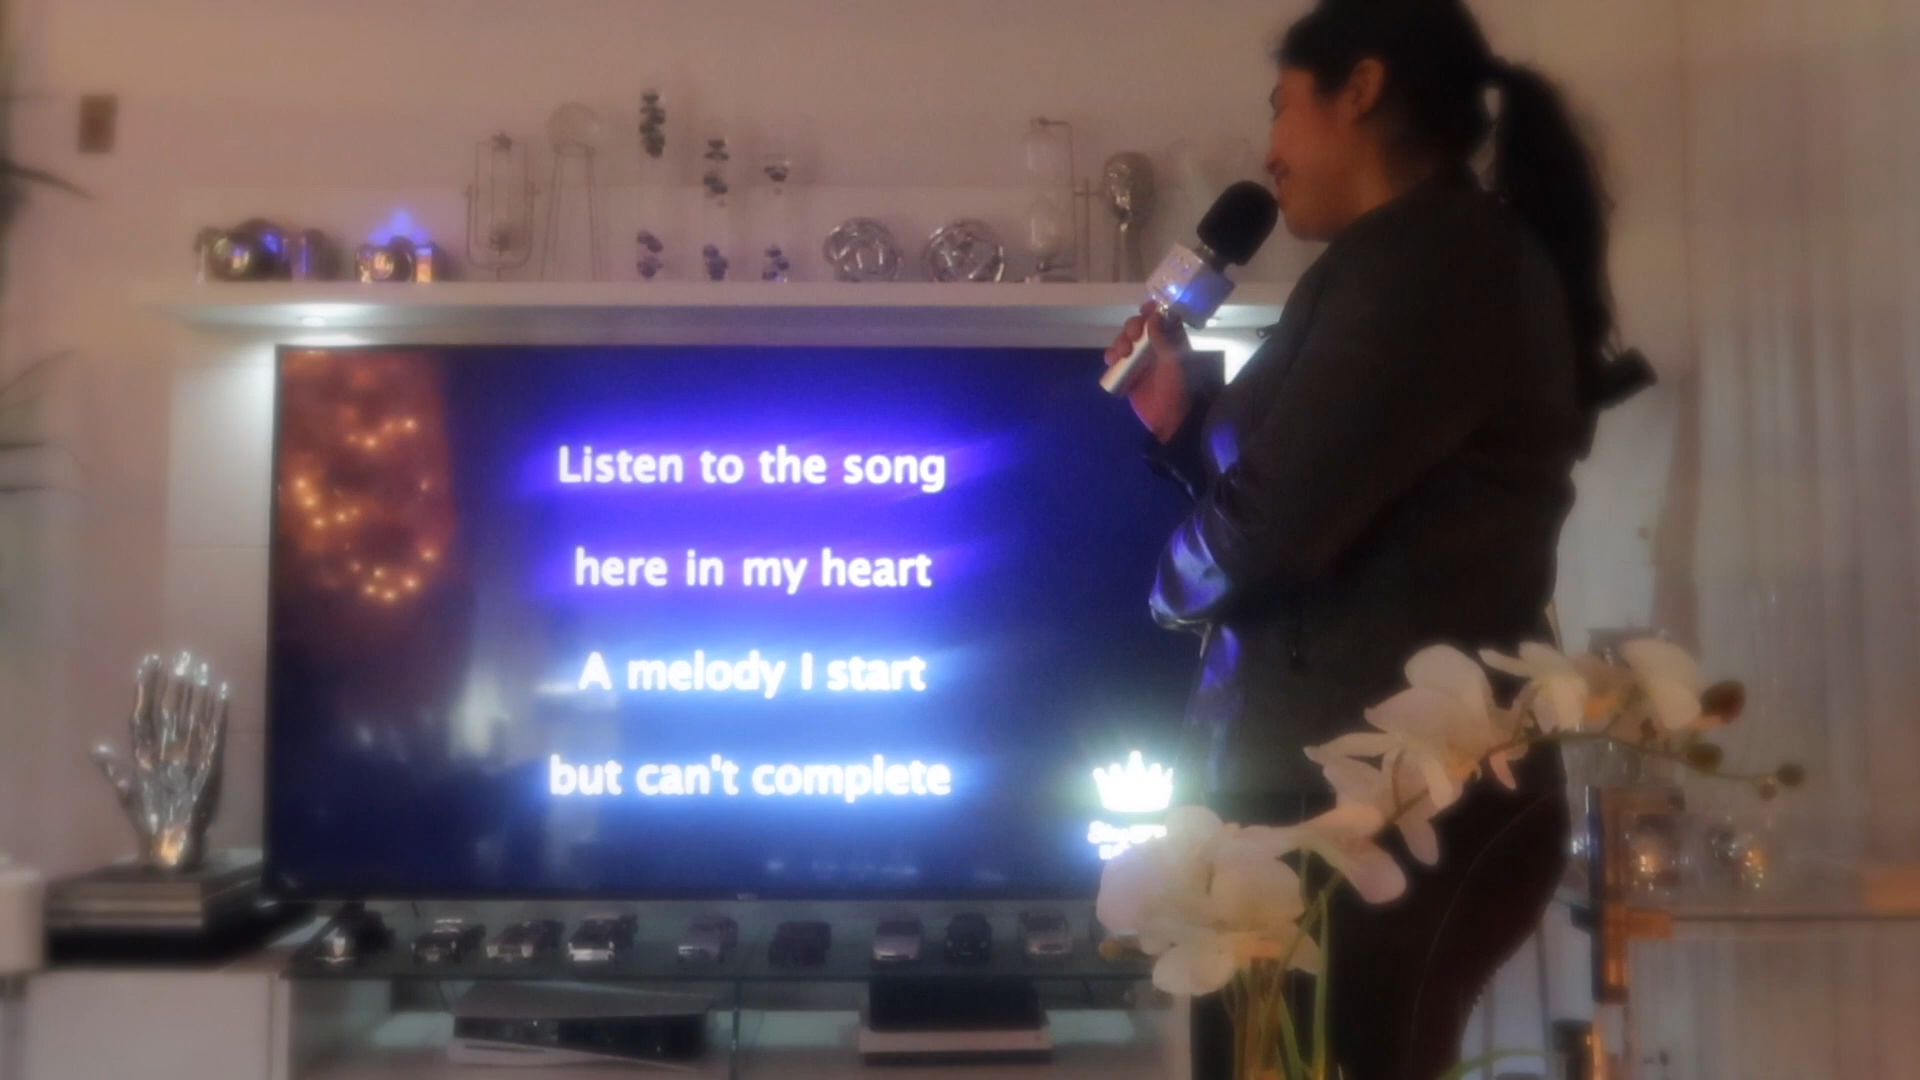 Listen to the song
here in my heart
A melody I start
but can't complete